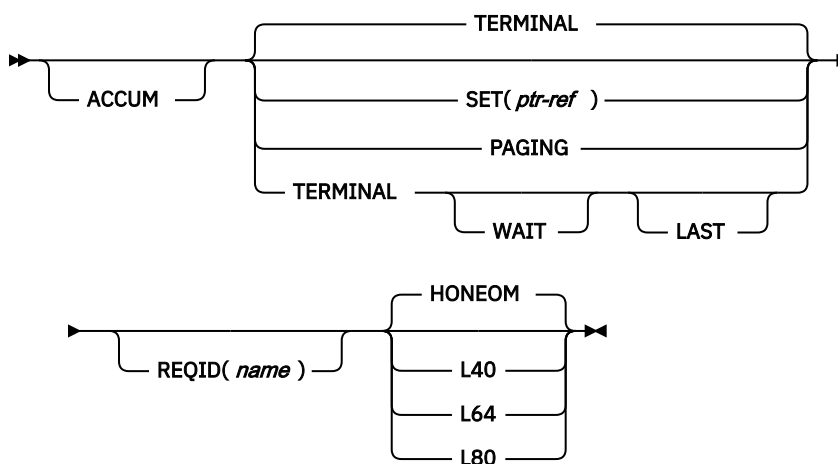 TERMINAL
ACCUM
SET( ptr-ref )
PAGING
TERMINAL
WAIT
LAST
HONEOM
REQID( name )
L40
L64
L80